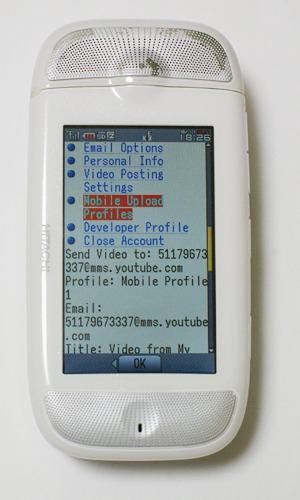 18:26
Email Options
Personal Info
Video Posting
Settings
Mobile Upload
Profiles
Developer Profile
Close Account
Send Video to: 51179673
337@mms.youtube.com
Profile: Mobile Profile
1
Email:
51179673337@mms.youtube
.com
Title: Video from My
OK
HITACHI